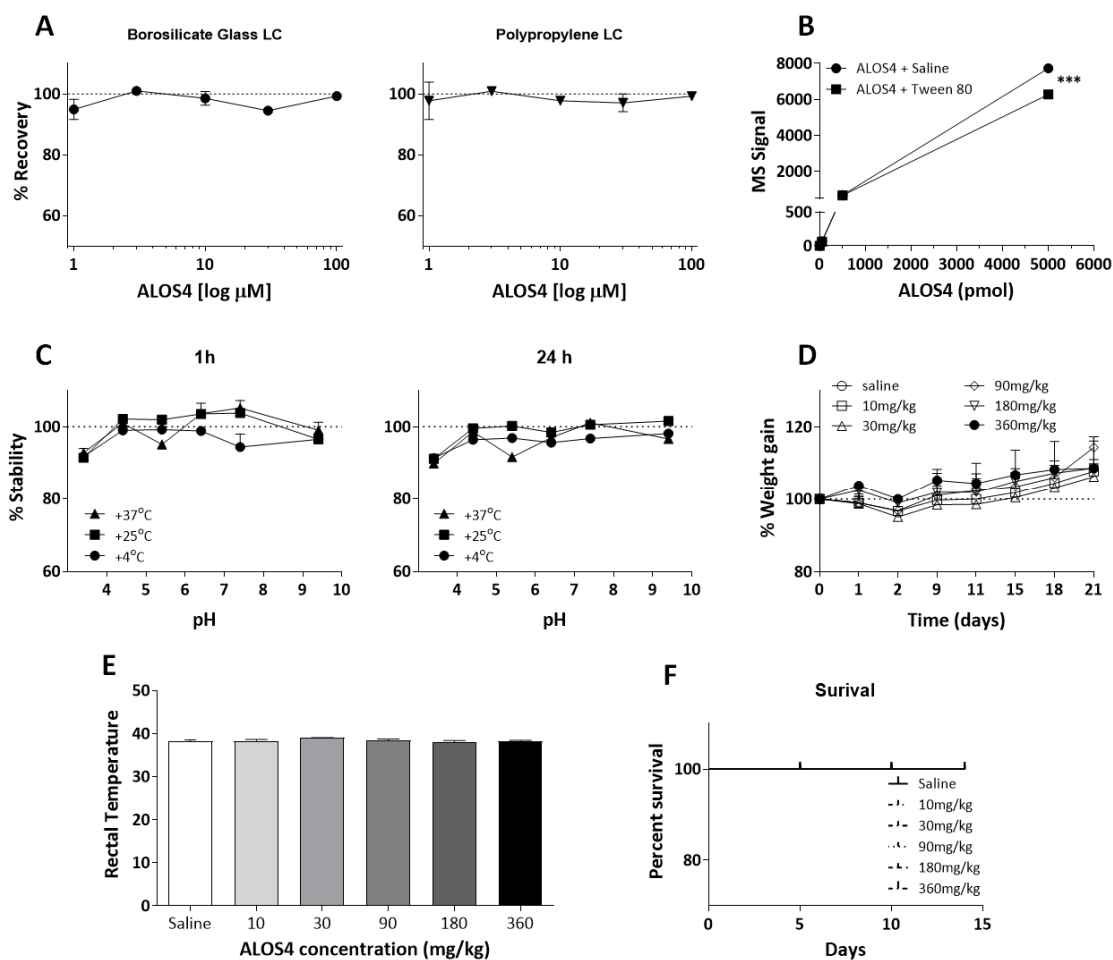 A
Borosilicate Glass LC
% Recovery
100
80
60
1
10
100
ALOS4 [log μM]
Polypropylene LC
100
80
60
1
10
100
ALOS4 [log μM]
B
ALOS4 + Saline
ALOS4 + Tween 80
***
MS Signal
8000
6000
4000
2000
500
0
0 1000 2000 3000 4000 5000 6000
ALOS4 (pmol)
C
1h
% Stability
120
100
80
60
+37°C
+25°C
+4°C
4 5 6 7 8 9 10
pH
24 h
120
100
80
60
+37°C
+25°C
+4°C
4 5 6 7 8 9 10
pH
D
saline
10mg/kg
30mg/kg
90mg/kg
180mg/kg
360mg/kg
% Weight gain
120
100
80
0 1 2 9 11 15 18 21
Time (days)
E
Rectal Temperature
50
40
30
20
10
0
Saline 10 30 90 180 360
ALOS4 concentration (mg/kg)
F
Surival
Percent survival
100
80
Saline
10mg/kg
30mg/kg
90mg/kg
180mg/kg
360mg/kg
0 5 10 15
Days